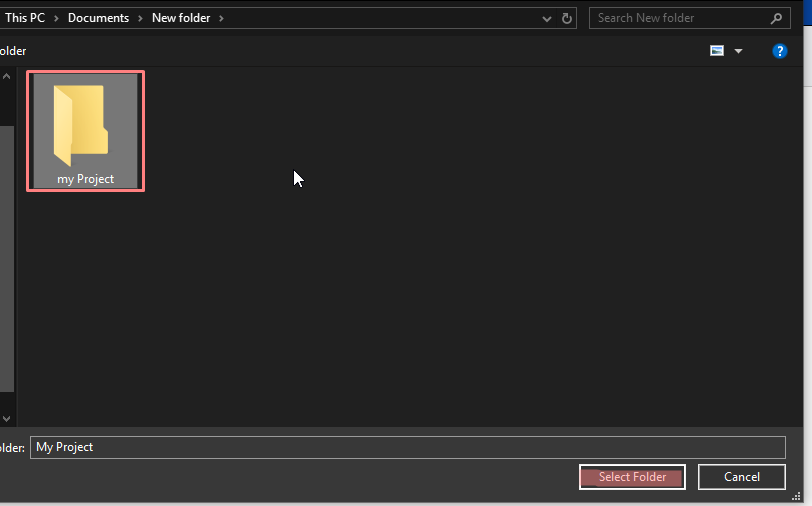 This PC > Documents > New folder >
Search New folder
older
?
my Project
older: My Project
Select Folder
Cancel